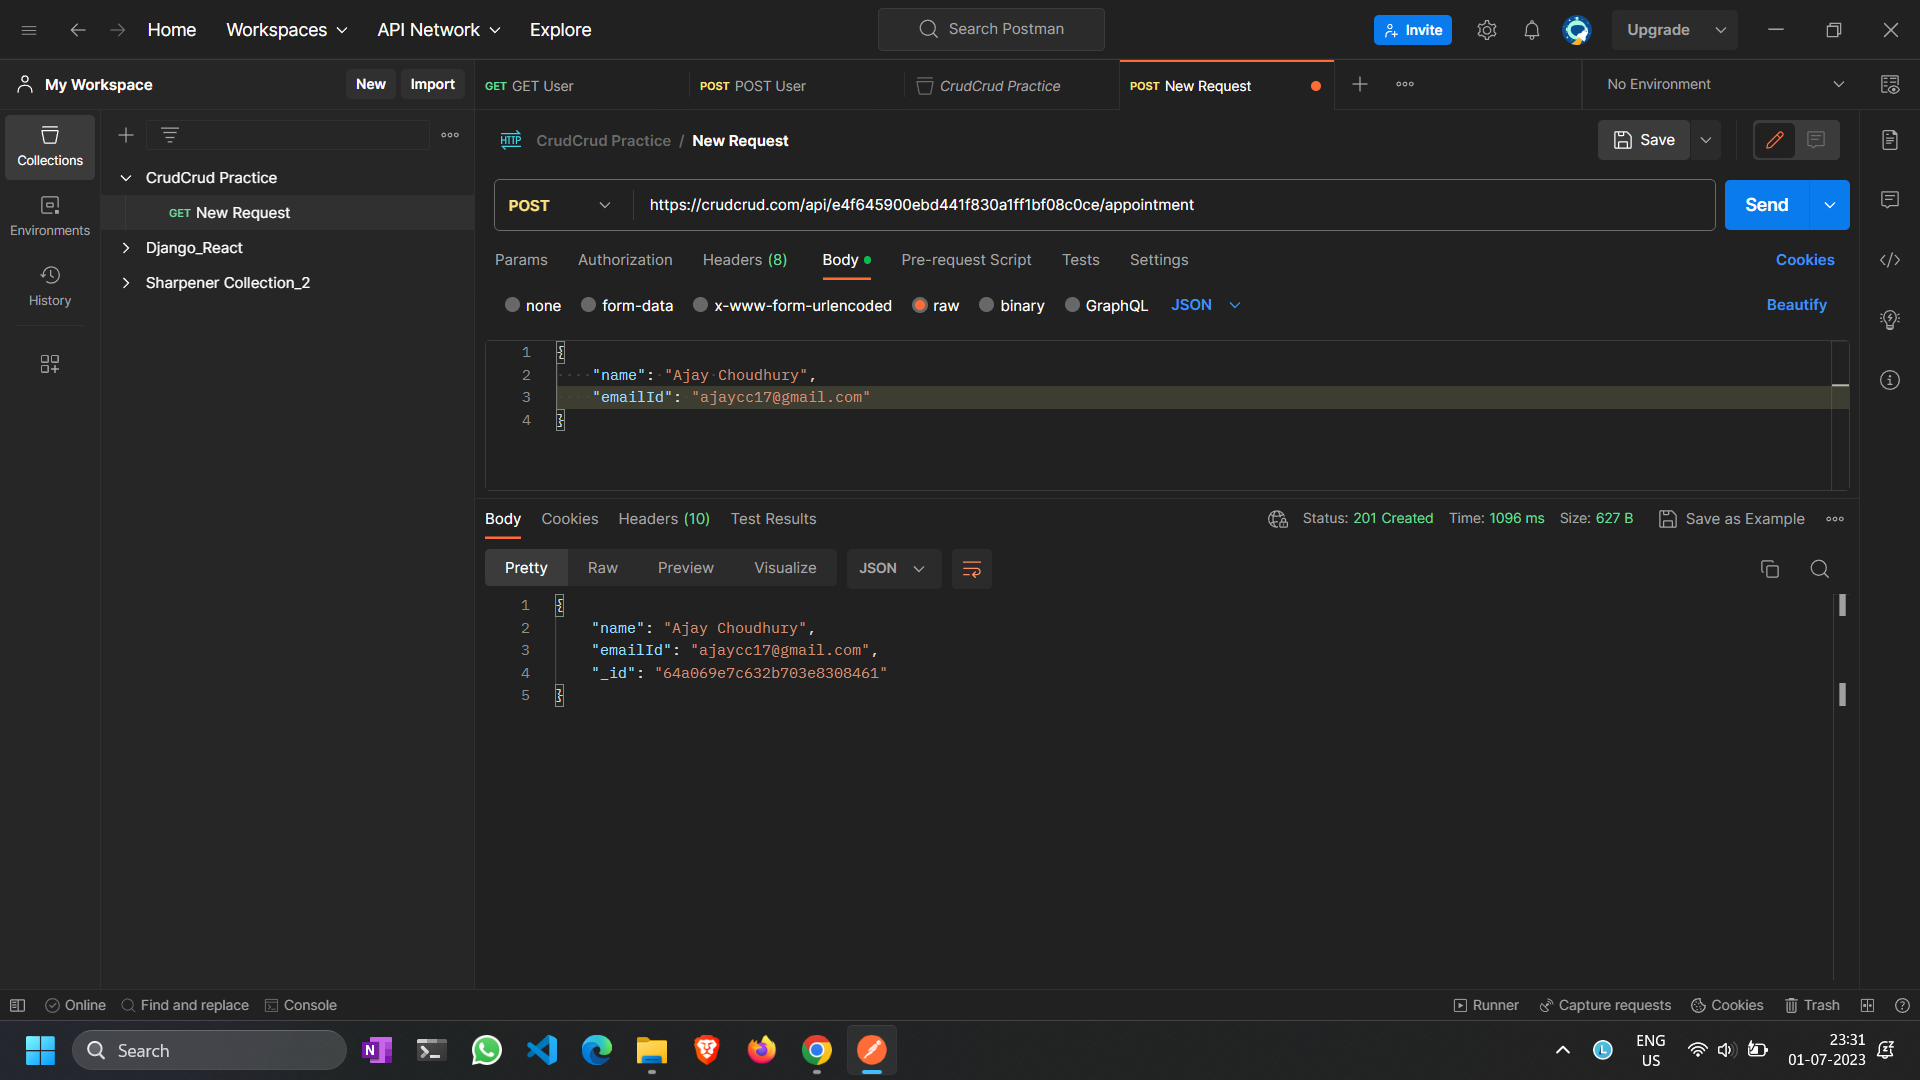 Home Workspaces API Network Explore Search Postman Invite Upgrade
My Workspace New Import GET GET User POST POST User CrudCrud Practice POST New Request No Environment
Collections
Environments
History
CrudCrud Practice
GET New Request
Django_React
Sharpener Collection_2
HTTP CrudCrud Practice / New Request Save
POST https://crudcrud.com/api/e4f645900ebd441f830a1ff1bf08c0ce/appointment Send
Params Authorization Headers (8) Body Pre-request Script Tests Settings Cookies
none form-data x-www-form-urlencoded raw binary GraphQL JSON Beautify
1 {
2 "name": "Ajay Choudhury",
3 "emailId": "ajaycc17@gmail.com"
4 }
Body Cookies Headers (10) Test Results Status: 201 Created Time: 1096 ms Size: 627 B Save as Example
Pretty Raw Preview Visualize JSON
1 {
2 "name": "Ajay Choudhury",
3 "emailId": "ajaycc17@gmail.com",
4 "_id": "64a069e7c632b703e8308461"
5 }
Online Find and replace Console Runner Capture requests Cookies Trash
Search N L ENG 23:31
US 01-07-2023